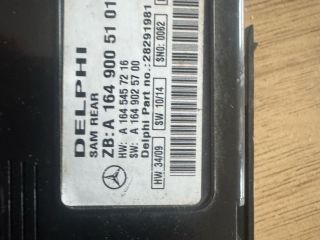 DELPHI
SAM REAR
ZB: A 164 900 51 01
HW: A 164 545 72 16
SW: A 164 902 57 00
Delphi Part no.: 28291981
HW 34/09 SW 10/14 SNO: 0062